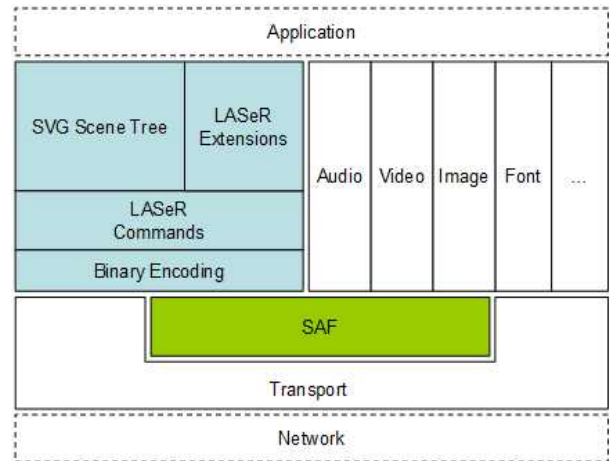 Application
SVG Scene Tree
LASeR
Extensions
Audio
Video
Image
Font
...
LASeR
Commands
Binary Encoding
SAF
Transport
Network